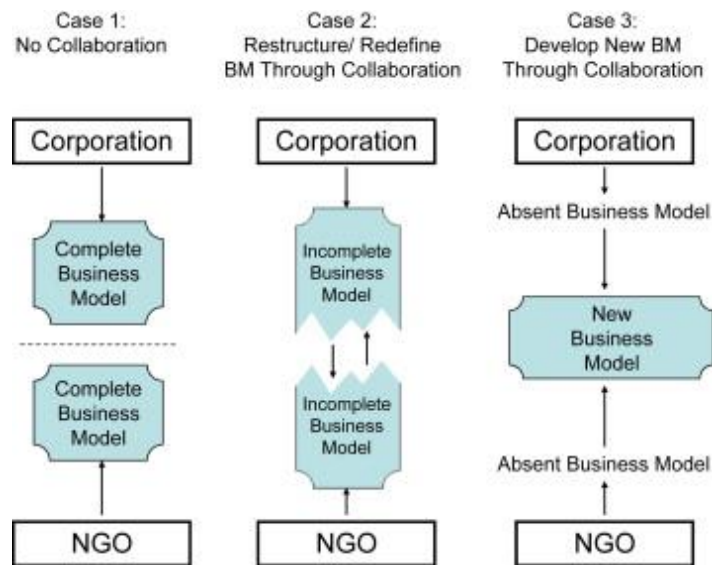 Case 1:
No Collaboration
Case 2:
Restructure/ Redefine
BM Through Collaboration
Case 3:
Develop New BM
Through Collaboration
Corporation
Complete
Business
Model
Complete
Business
Model
NGO
Corporation
Incomplete
Business
Model
Incomplete
Business
Model
NGO
Corporation
Absent Business Model
New
Business
Model
Absent Business Model
NGO